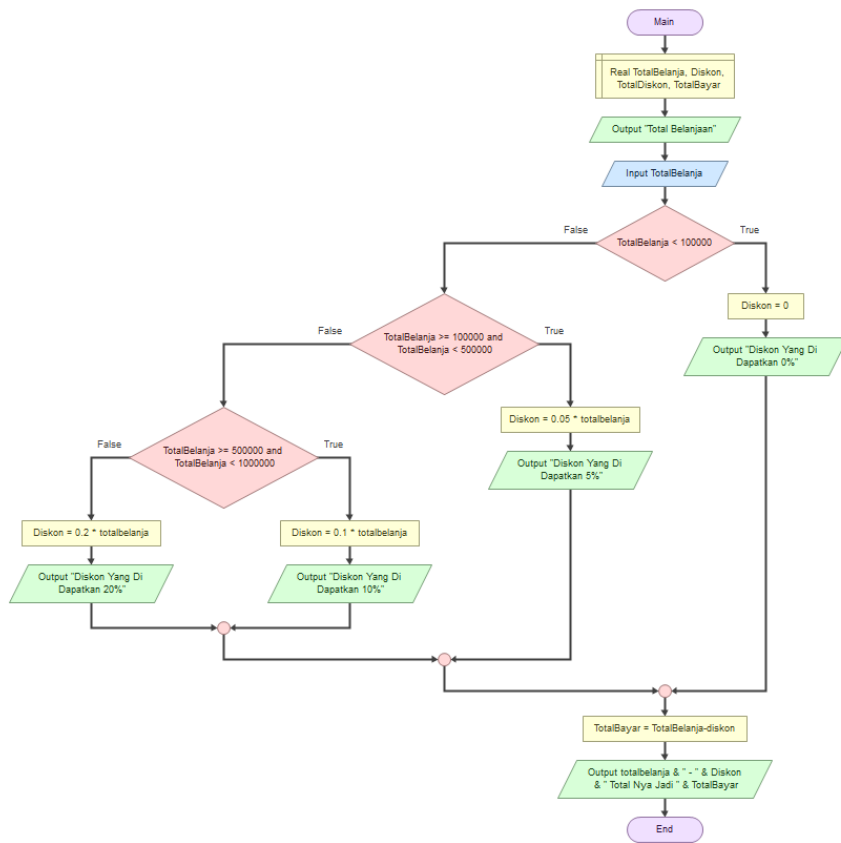 Main
Real TotalBelanja, Diskon,
TotalDiskon, TotalBayar
Output "Total Belanjaan"
Input TotalBelanja
False
True
TotalBelanja < 100000
Diskon = 0
Output "Diskon Yang Di
Dapatkan 0%"
False
True
TotalBelanja >= 100000 and
TotalBelanja < 500000
Diskon = 0.05 * totalbelanja
Output "Diskon Yang Di
Dapatkan 5%"
False
True
TotalBelanja >= 500000 and
TotalBelanja < 1000000
Diskon = 0.2 * totalbelanja
Output "Diskon Yang Di
Dapatkan 20%"
Diskon = 0.1 * totalbelanja
Output "Diskon Yang Di
Dapatkan 10%"
TotalBayar = TotalBelanja-diskon
Output totalbelanja & " - " & Diskon
& " Total Nya Jadi " & TotalBayar
End